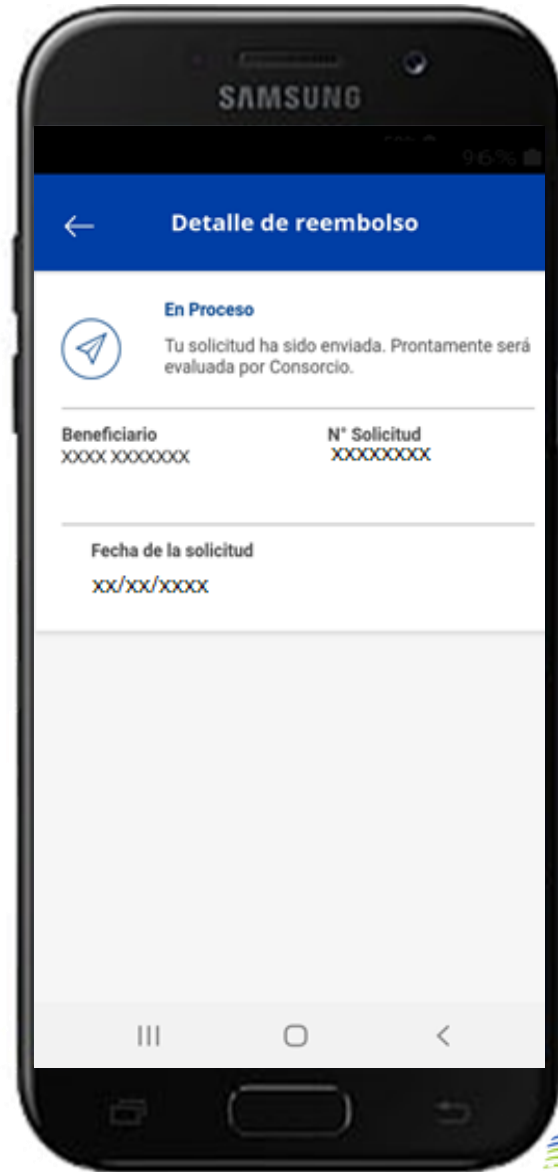 SAMSUNG
96%
Detalle de reembolso
En Proceso
Tu solicitud ha sido enviada. Prontamente será
evaluada por Consorcio.
Beneficiario
N° Solicitud
XXXX XXXXXXX
XXXXXXXX
Fecha de la solicitud
xx/xx/xxxx